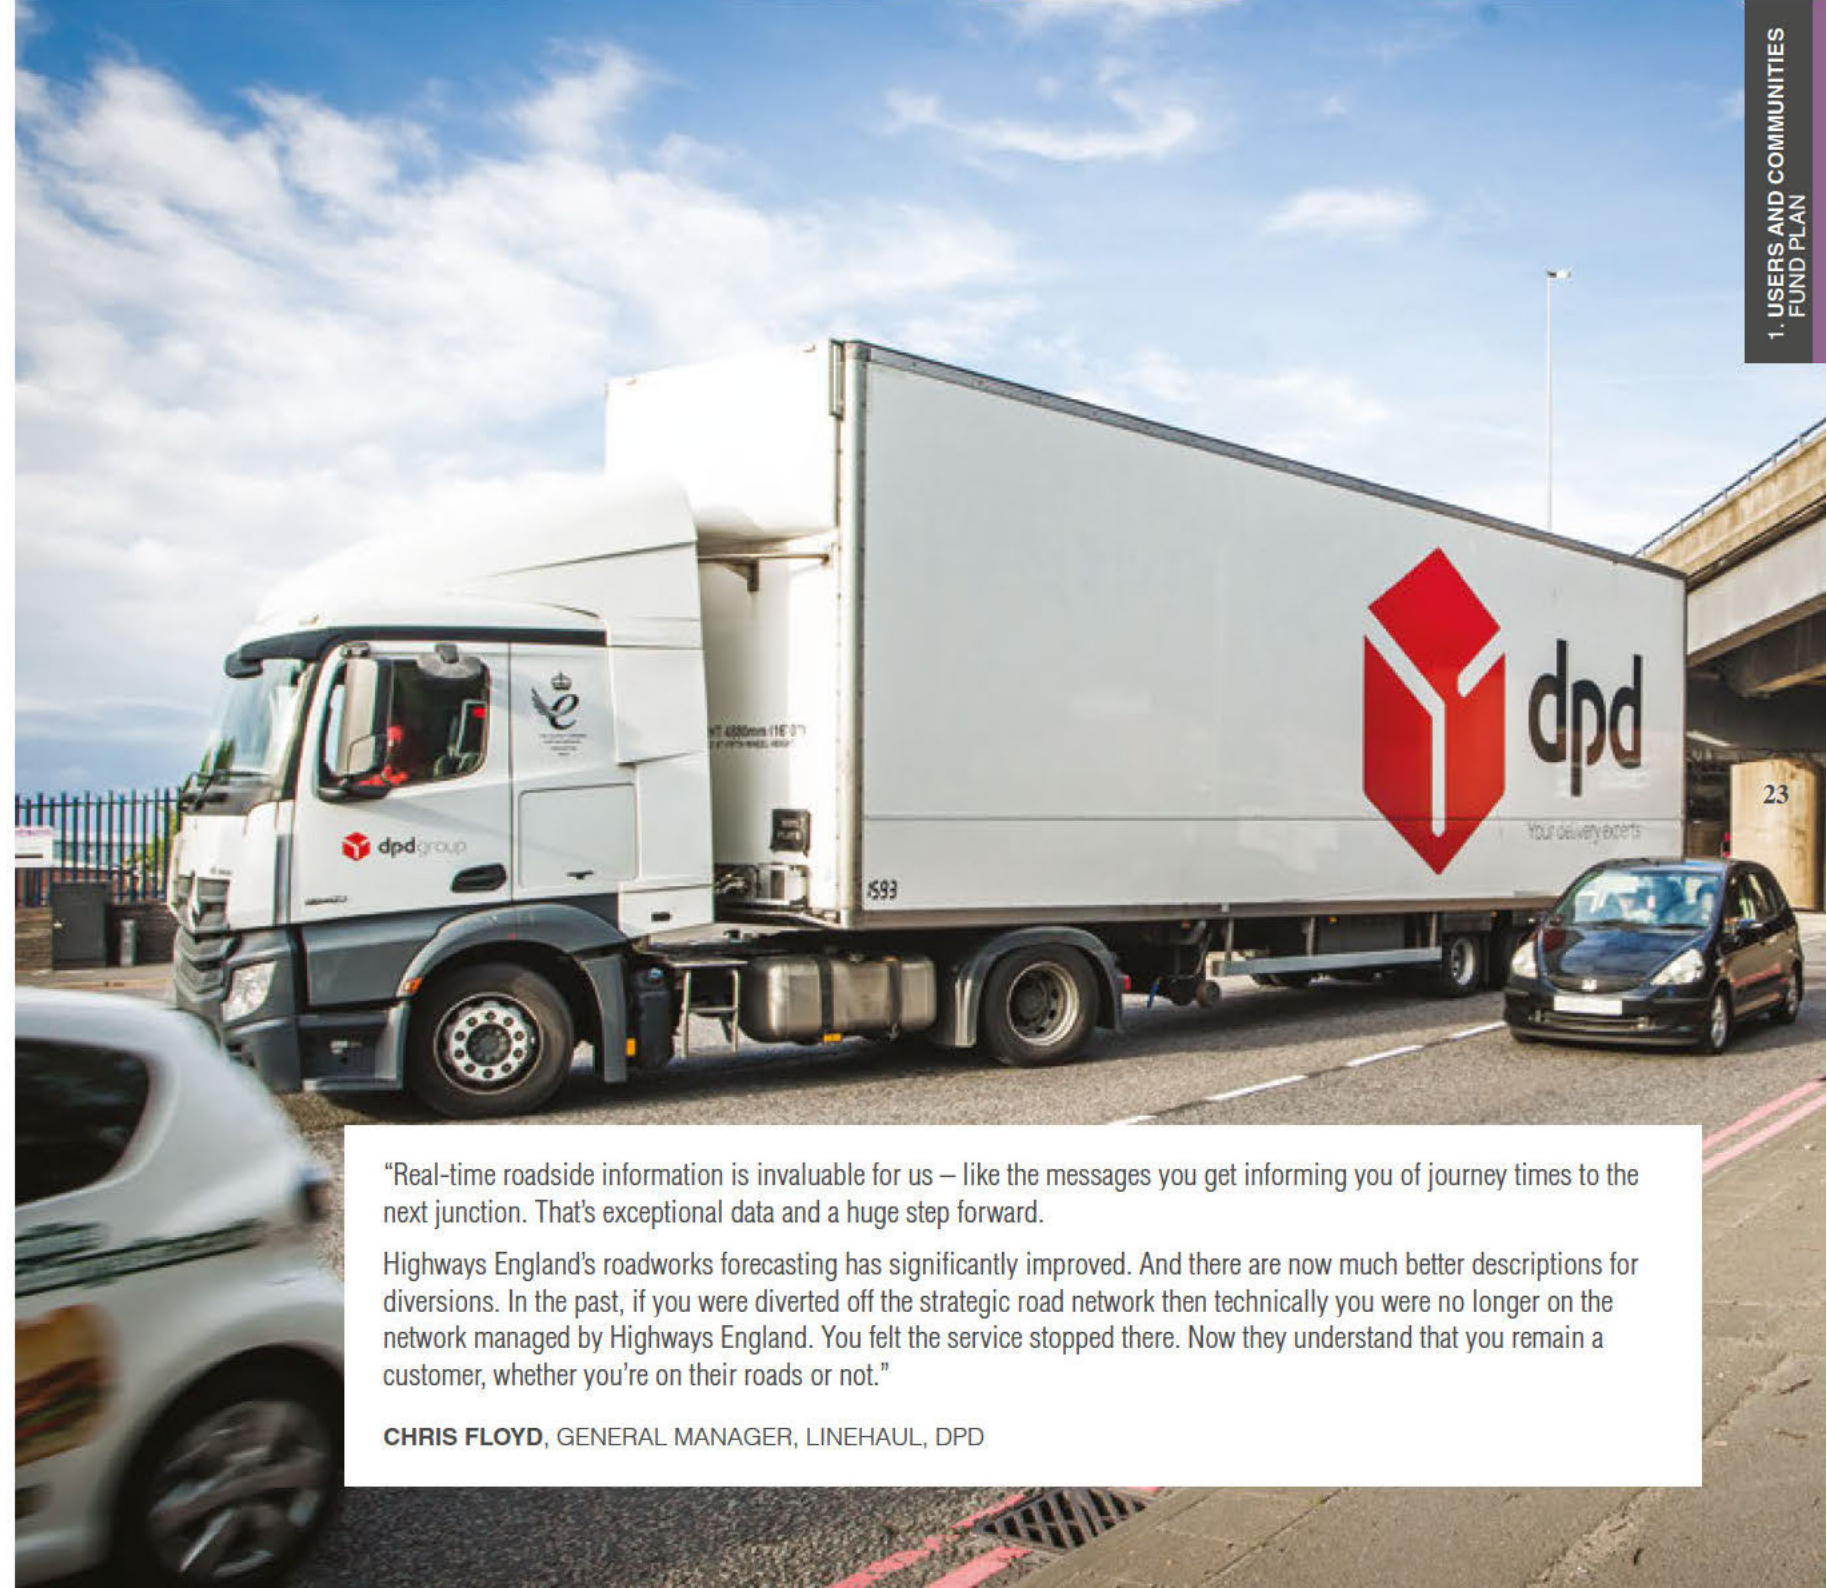 1. USERS AND COMMUNITIES
FUND PLAN
dpd
Your delivery experts
23
dpdgroup
1593
“Real-time roadside information is invaluable for us – like the messages you get informing you of journey times to the
next junction. That’s exceptional data and a huge step forward.
Highways England’s roadworks forecasting has significantly improved. And there are now much better descriptions for
diversions. In the past, if you were diverted off the strategic road network then technically you were no longer on the
network managed by Highways England. You felt the service stopped there. Now they understand that you remain a
customer, whether you’re on their roads or not.”
CHRIS FLOYD, GENERAL MANAGER, LINEHAUL, DPD